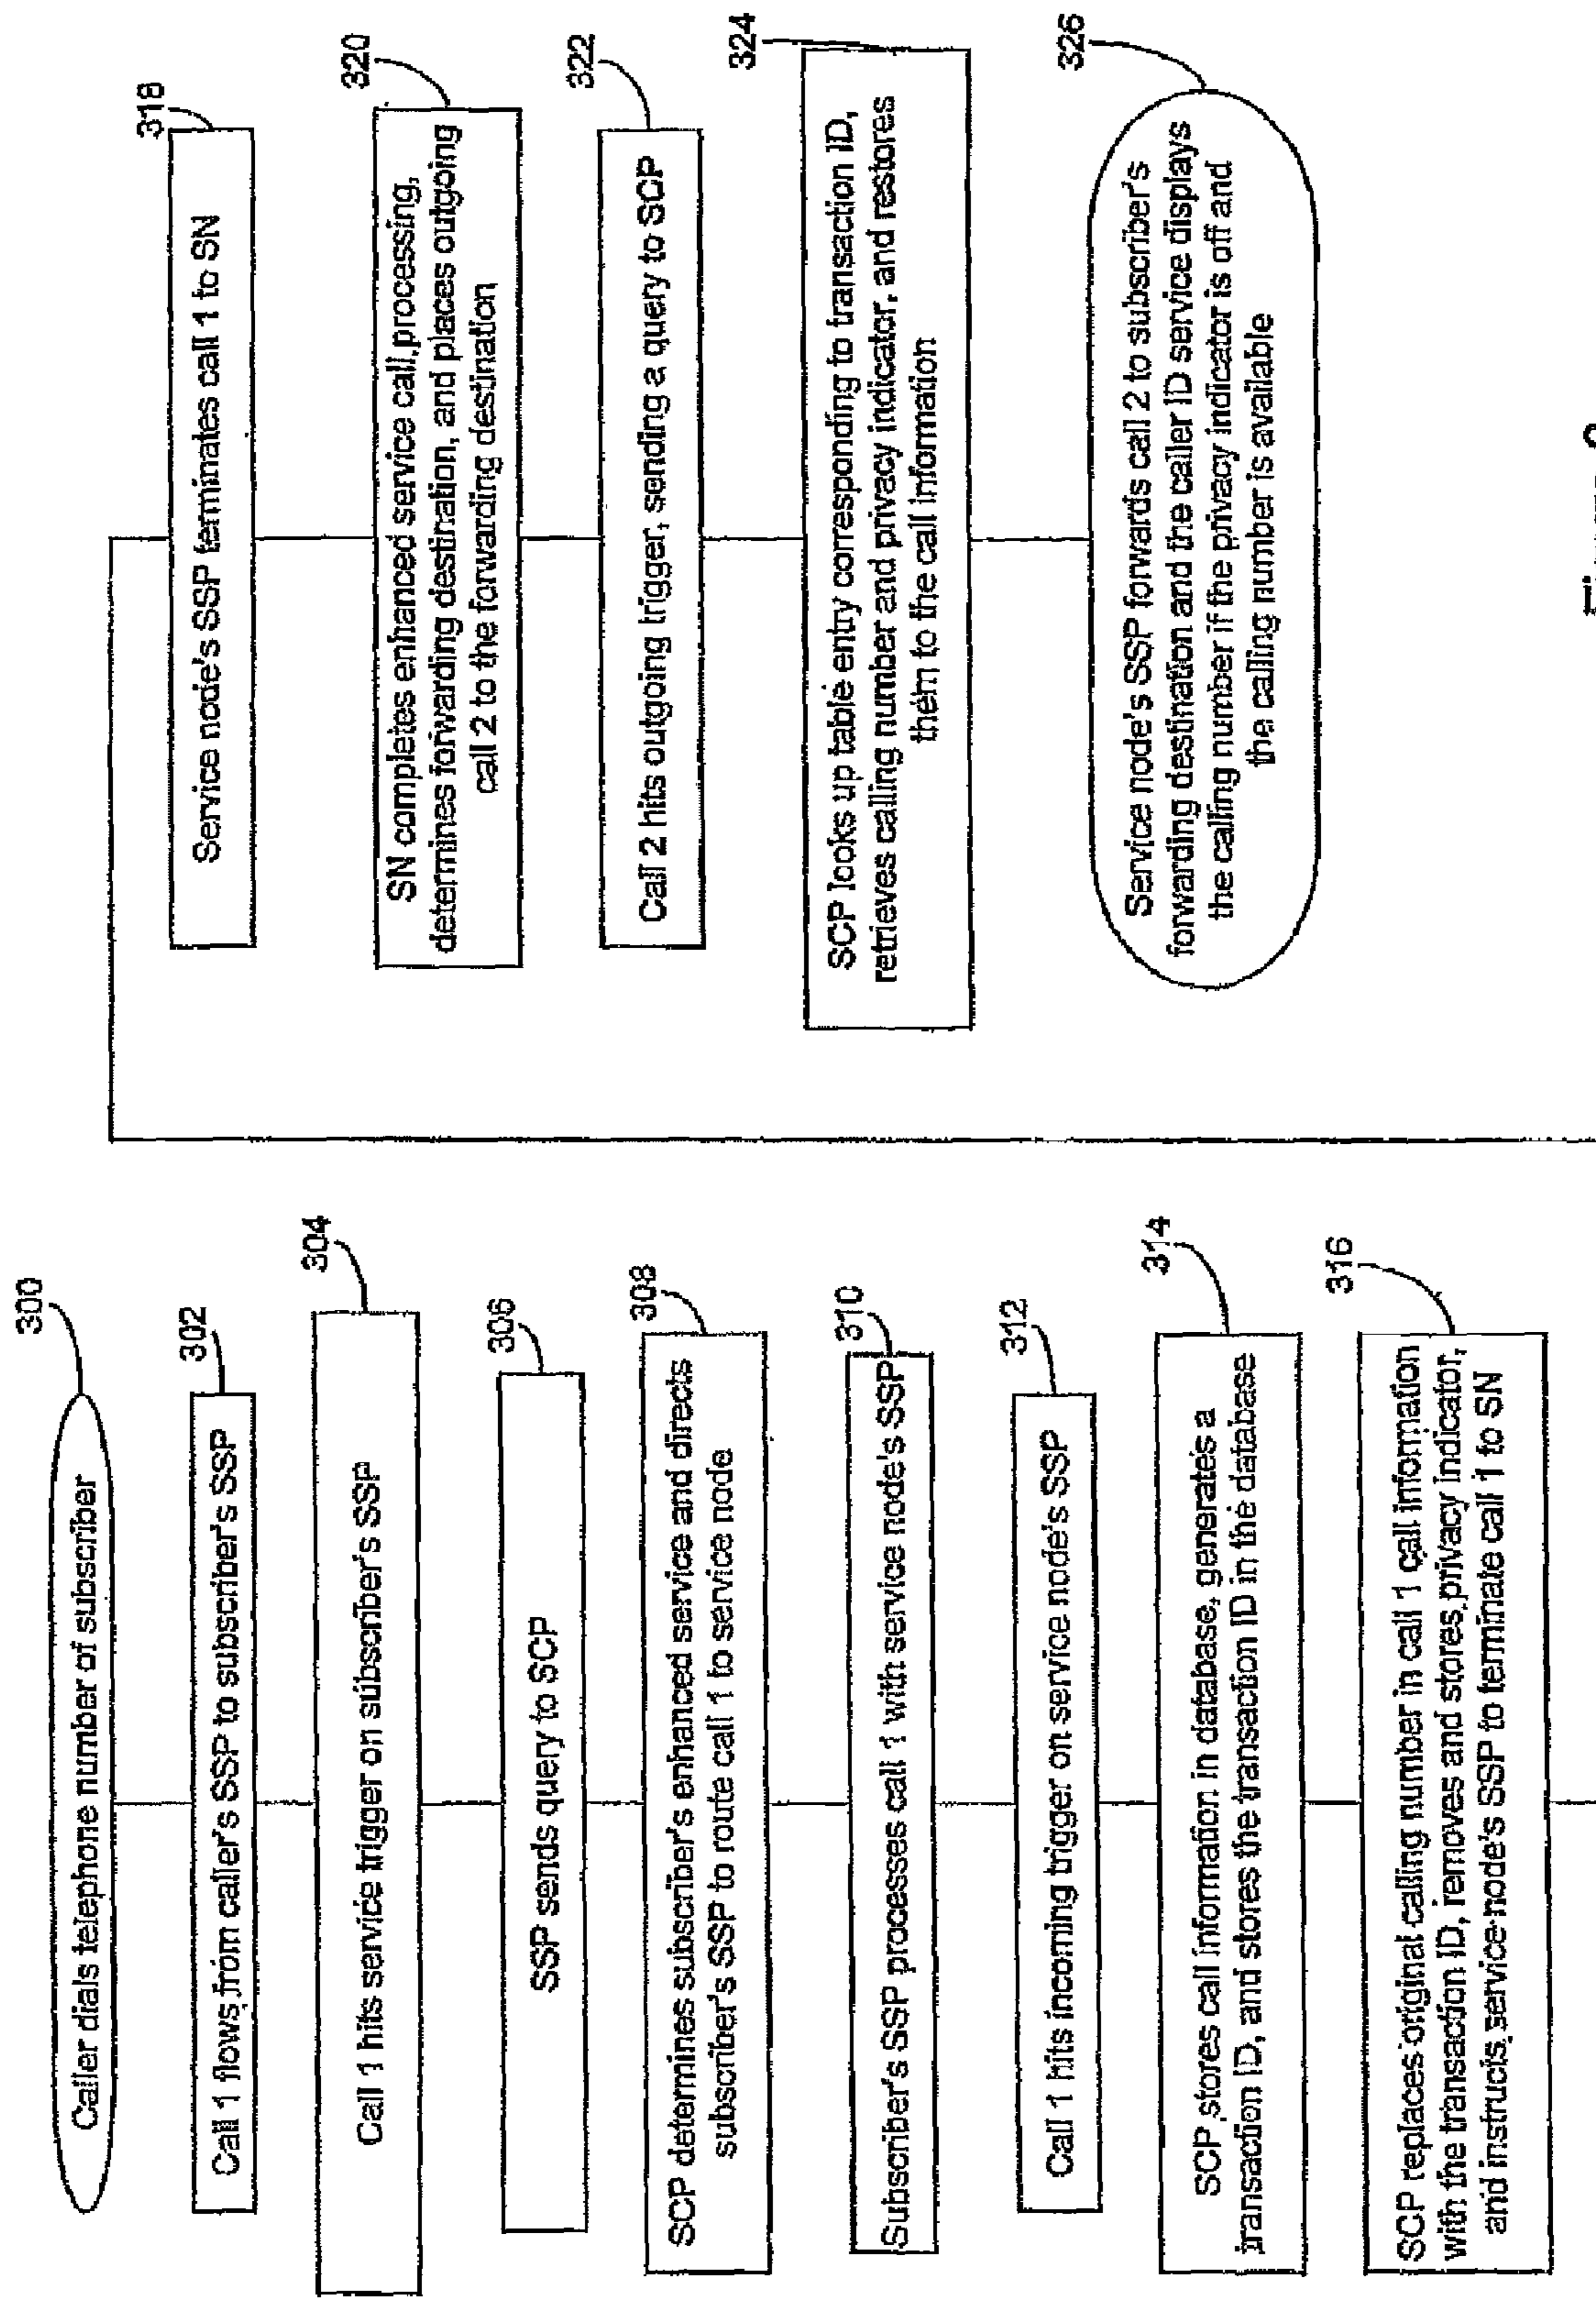 300
Caller dials telephone number of subscriber
302
Call 1 flows from caller's SSP to subscriber's SSP
304
Call 1 hits service trigger on subscriber's SSP
306
SSP sends query to SCP
308
SCP determines subscriber's enhanced service and directs
subscriber's SSP to route call 1 to service node
310
Subscriber's SSP processes call 1 with service node's SSP
312
Call 1 hits incoming trigger on service node's SSP
314
SCP stores call information in database, generates a
transaction ID, and stores the transaction ID in the database
316
SCP replaces original calling number in call 1 call information
with the transaction ID, removes and stores privacy indicator,
and instructs service node's SSP to terminate call 1 to SN
318
Service node's SSP terminates call 1 to SN
320
SN completes enhanced service call processing,
determines forwarding destination, and places outgoing
call 2 to the forwarding destination
322
Call 2 hits outgoing trigger, sending a query to SCP
324
SCP looks up table entry corresponding to transaction ID,
retrieves calling number and privacy indicator, and restores
them to the call information
326
Service node's SSP forwards call 2 to subscriber's
forwarding destination and the caller ID service displays
the calling number if the privacy indicator is off and
the calling number is available